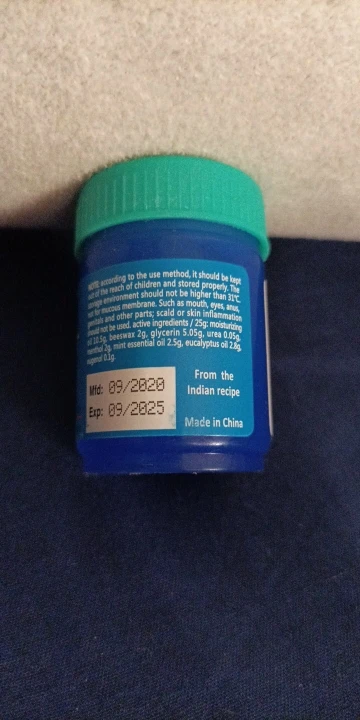 NOTE: according to the use method, it should be kept
out of the reach of children and stored properly. The
storage environment should not be higher than 31℃.
not for mucous membrane. Such as mouth, eyes, anus,
genitals and other parts; scald or skin inflammation
should not be used. active ingredients / 25g: moisturizing
oil 10.5g, beeswax 2g, glycerin 5.05g, urea 0.05g,
menthol 2g, mint essential oil 2.5g, eucalyptus oil 2.8g,
eugenol 0.1g.
Mfd: 09/2020
Exp: 09/2025
From the
Indian recipe
Made in China